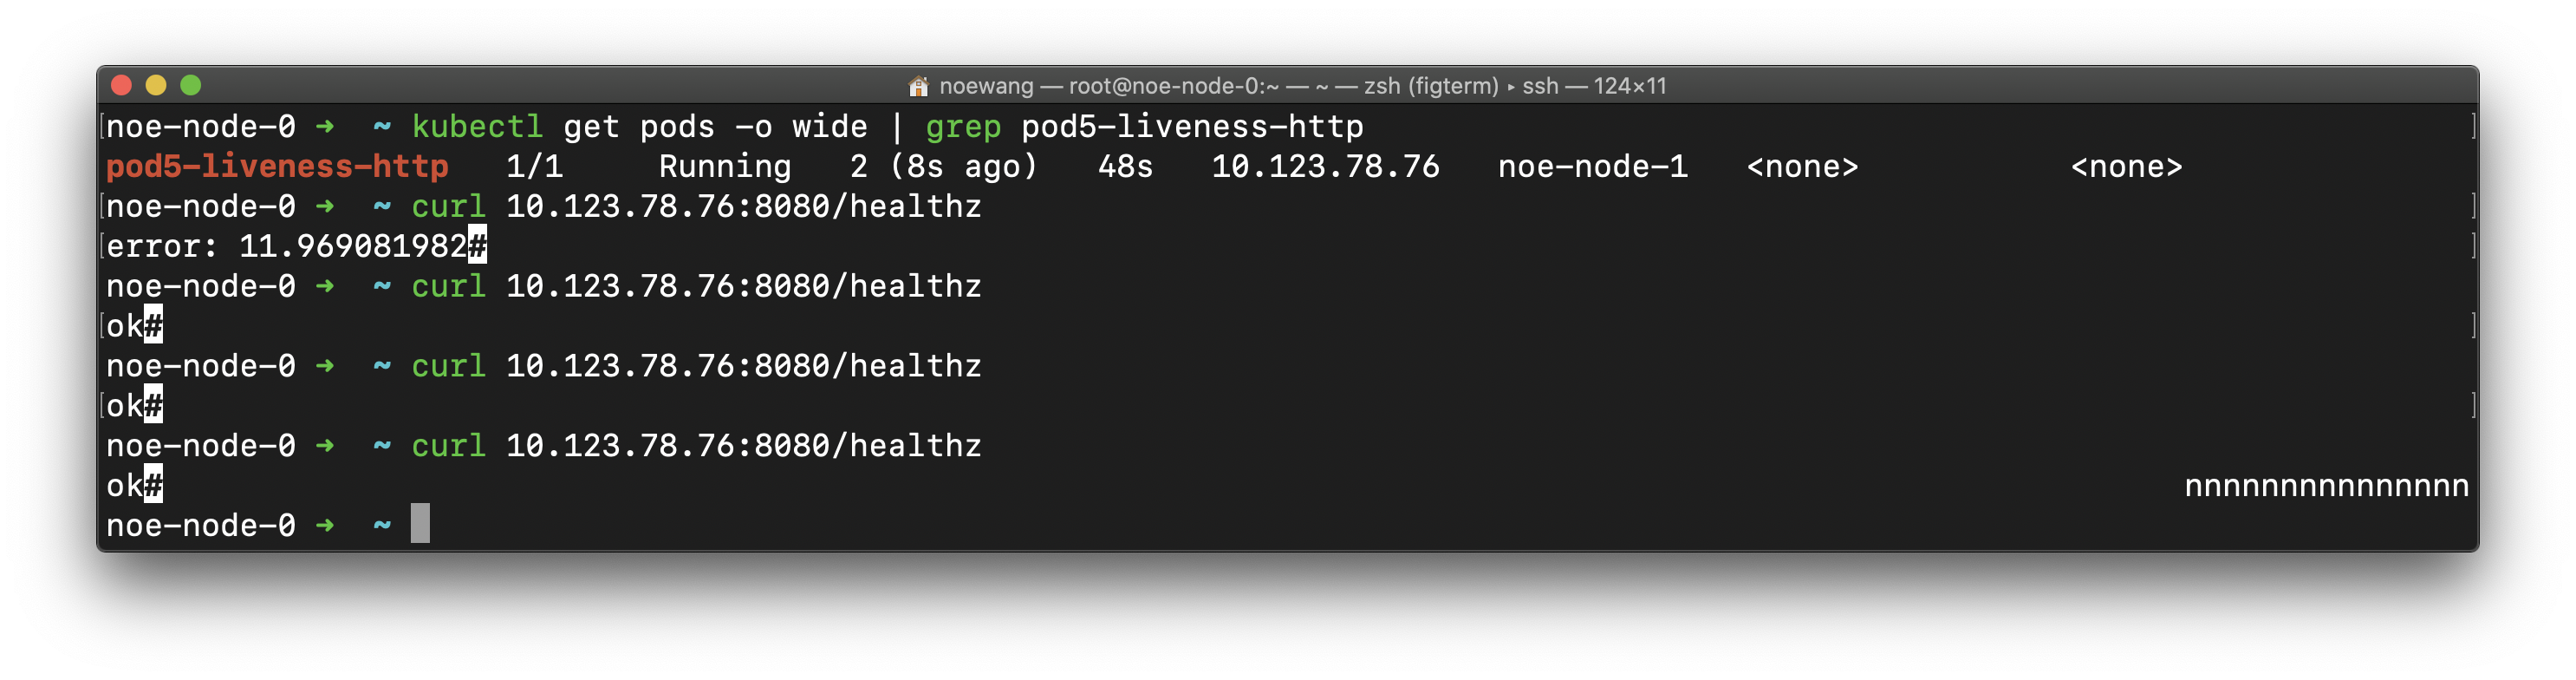 noewang — root@noe-node-0:~ — ~ — zsh (figterm) ▸ ssh — 124×11
[noe-node-0 ➜  ~ kubectl get pods -o wide | grep pod5-liveness-http ]
pod5-liveness-http   1/1     Running   2 (8s ago)   48s   10.123.78.76   noe-node-1   <none>           <none>
[noe-node-0 ➜  ~ curl 10.123.78.76:8080/healthz ]
[error: 11.969081982# ]
noe-node-0 ➜  ~ curl 10.123.78.76:8080/healthz
[ok# ]
noe-node-0 ➜  ~ curl 10.123.78.76:8080/healthz
[ok# ]
noe-node-0 ➜  ~ curl 10.123.78.76:8080/healthz
ok# nnnnnnnnnnnnnnn
noe-node-0 ➜  ~